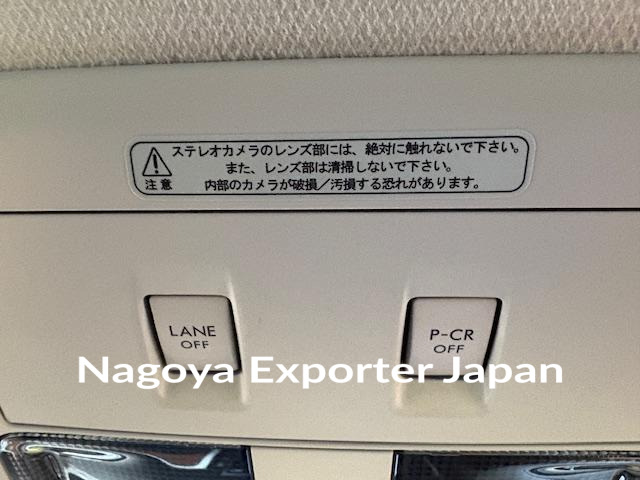 ステレオカメラのレンズ部には、絶対に触れないで下さい。
また、レンズ部は清掃しないで下さい。
内部のカメラが破損／汚損する恐れがあります。
注意
LANE
OFF
P-CR
OFF
Nagoya Exporter Japan